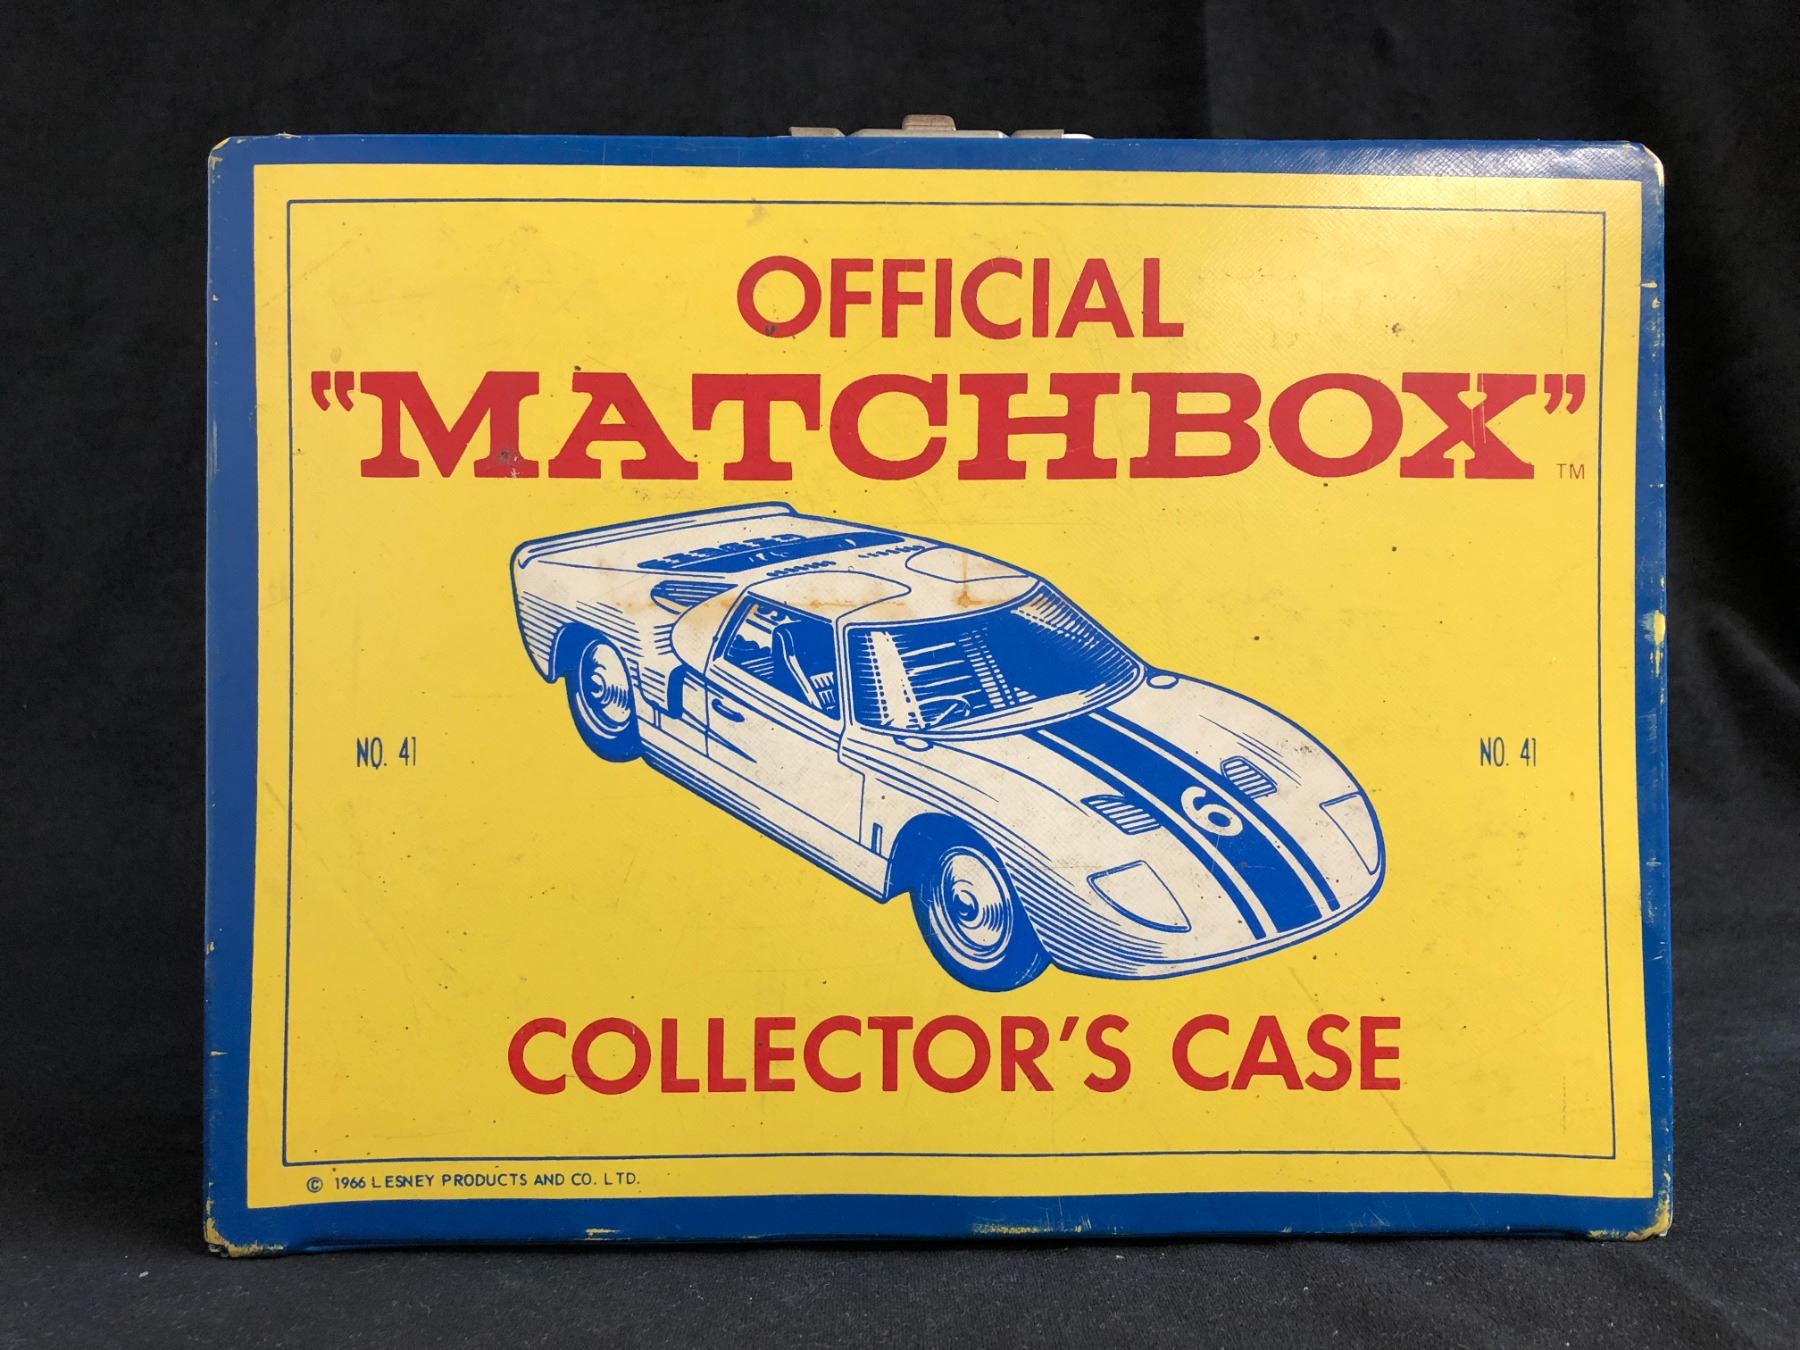 OFFICIAL
"MATCHBOX" TM
NO. 41
NO. 41
6
COLLECTOR'S CASE
© 1966 LESNEY PRODUCTS AND CO. LTD.